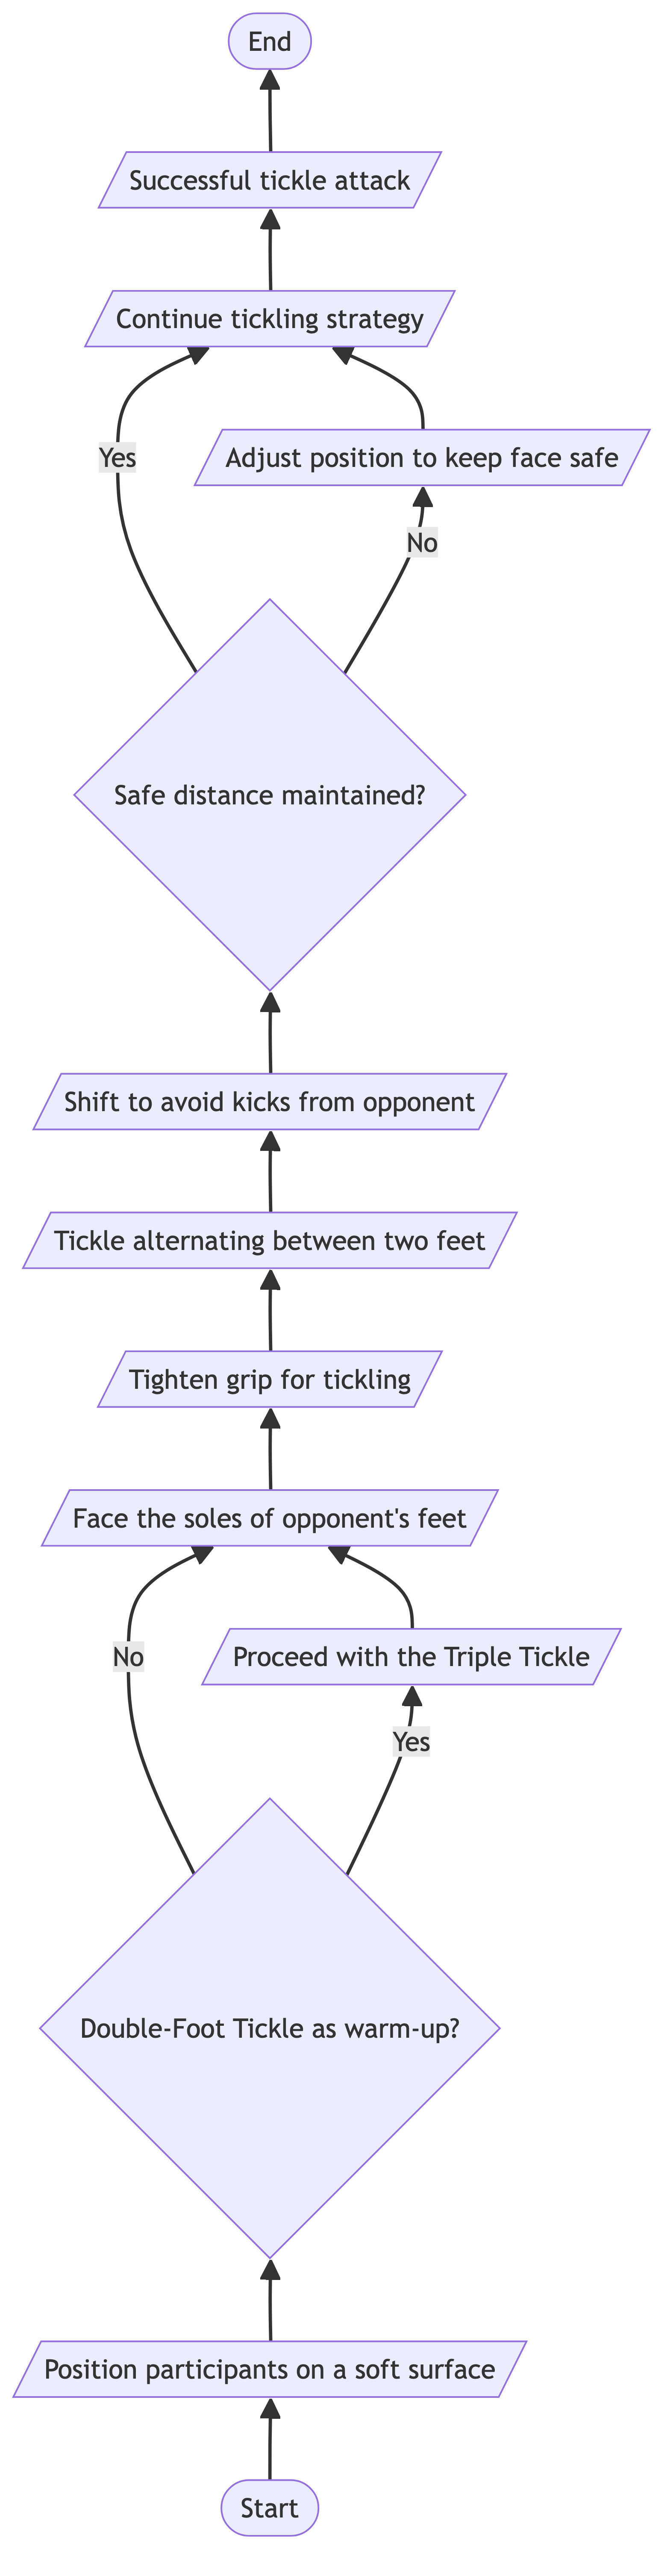 End
Successful tickle attack
Continue tickling strategy
Yes
Adjust position to keep face safe
No
Safe distance maintained?
Shift to avoid kicks from opponent
Tickle alternating between two feet
Tighten grip for tickling
Face the soles of opponent's feet
No
Proceed with the Triple Tickle
Yes
Double-Foot Tickle as warm-up?
Position participants on a soft surface
Start